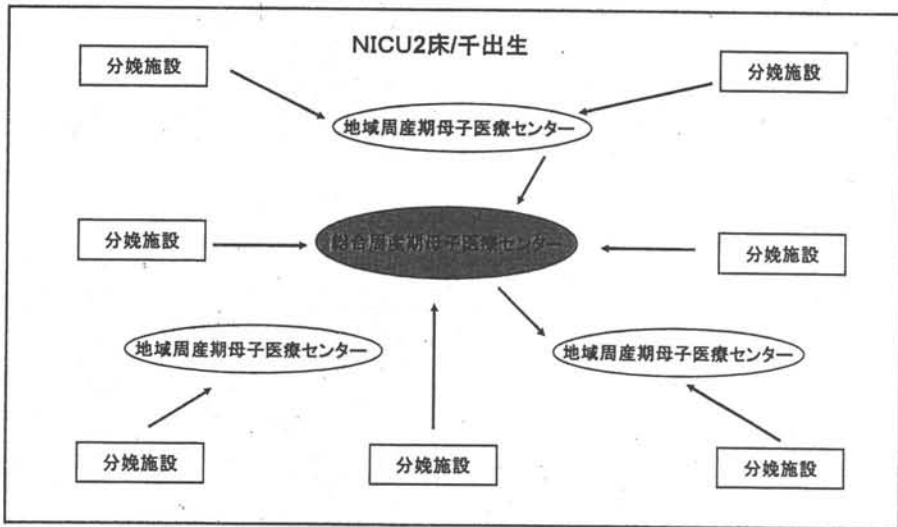 NICU2床/千出生
分娩施設
分娩施設
地域周産期母子医療センター
総合周産期母子医療センター
分娩施設
分娩施設
地域周産期母子医療センター
地域周産期母子医療センター
分娩施設
分娩施設
分娩施設